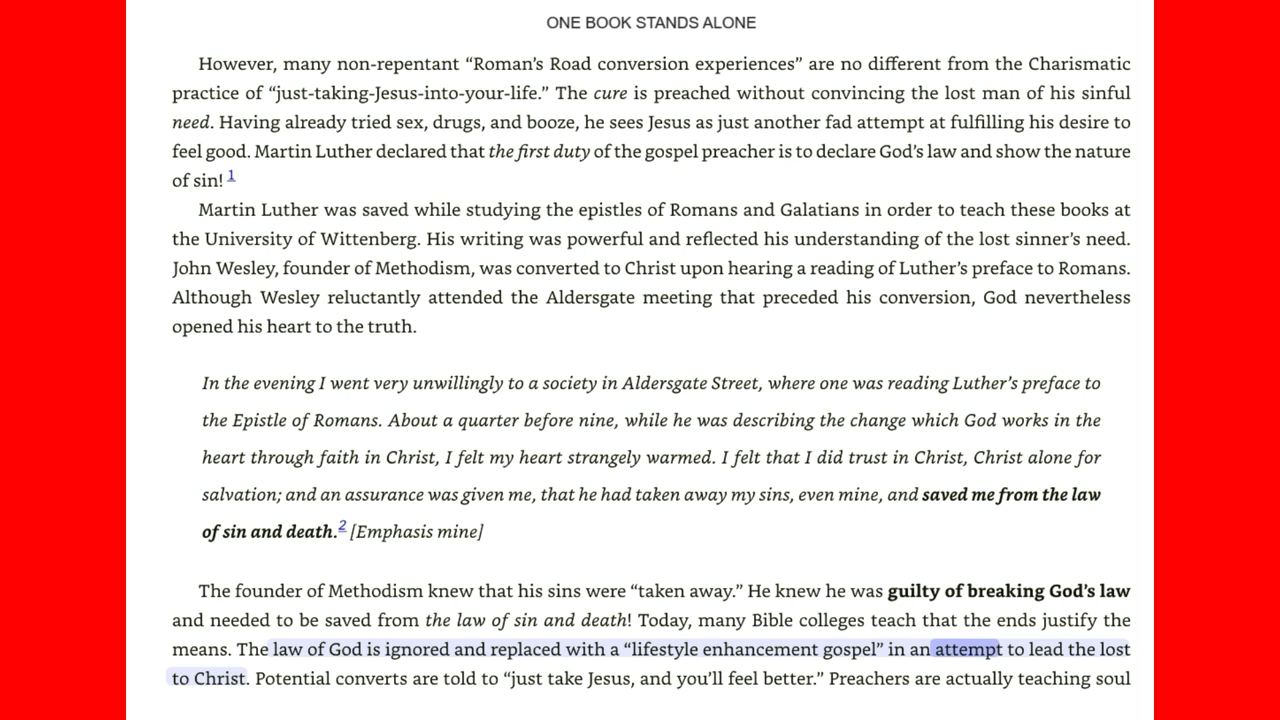 ONE BOOK STANDS ALONE
However, many non-repentant “Roman’s Road conversion experiences” are no different from the Charismatic
practice of “just-taking-Jesus-into-your-life.” The cure is preached without convincing the lost man of his sinful
need. Having already tried sex, drugs, and booze, he sees Jesus as just another fad attempt at fulfilling his desire to
feel good. Martin Luther declared that the first duty of the gospel preacher is to declare God’s law and show the nature
of sin! 1
Martin Luther was saved while studying the epistles of Romans and Galatians in order to teach these books at
the University of Wittenberg. His writing was powerful and reflected his understanding of the lost sinner’s need.
John Wesley, founder of Methodism, was converted to Christ upon hearing a reading of Luther’s preface to Romans.
Although Wesley reluctantly attended the Aldersgate meeting that preceded his conversion, God nevertheless
opened his heart to the truth.
In the evening I went very unwillingly to a society in Aldersgate Street, where one was reading Luther’s preface to
the Epistle of Romans. About a quarter before nine, while he was describing the change which God works in the
heart through faith in Christ, I felt my heart strangely warmed. I felt that I did trust in Christ, Christ alone for
salvation; and an assurance was given me, that he had taken away my sins, even mine, and saved me from the law
of sin and death.2 [Emphasis mine]
The founder of Methodism knew that his sins were “taken away.” He knew he was guilty of breaking God’s law
and needed to be saved from the law of sin and death! Today, many Bible colleges teach that the ends justify the
means. The law of God is ignored and replaced with a “lifestyle enhancement gospel” in an attempt to lead the lost
to Christ. Potential converts are told to “just take Jesus, and you’ll feel better.” Preachers are actually teaching soul